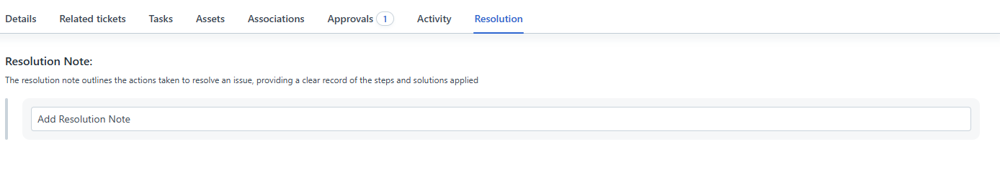 Details Related tickets Tasks Assets Associations Approvals 1 Activity Resolution
Resolution Note:
The resolution note outlines the actions taken to resolve an issue, providing a clear record of the steps and solutions applied
Add Resolution Note